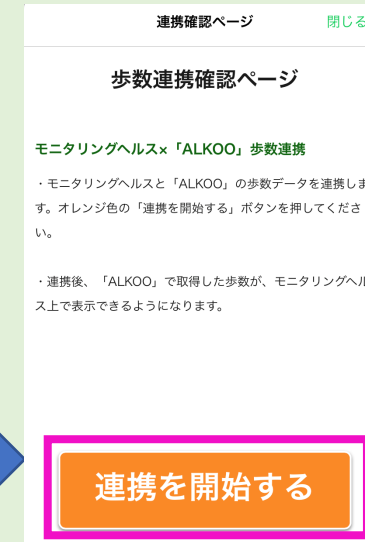 連携確認ページ 閉じる
歩数連携確認ページ
モニタリングヘルス×「ALKOO」歩数連携
・モニタリングヘルスと「ALKOO」の歩数データを連携しま
す。オレンジ色の「連携を開始する」ボタンを押してくださ
い。
・連携後、「ALKOO」で取得した歩数が、モニタリングヘル
ス上で表示できるようになります。
連携を開始する